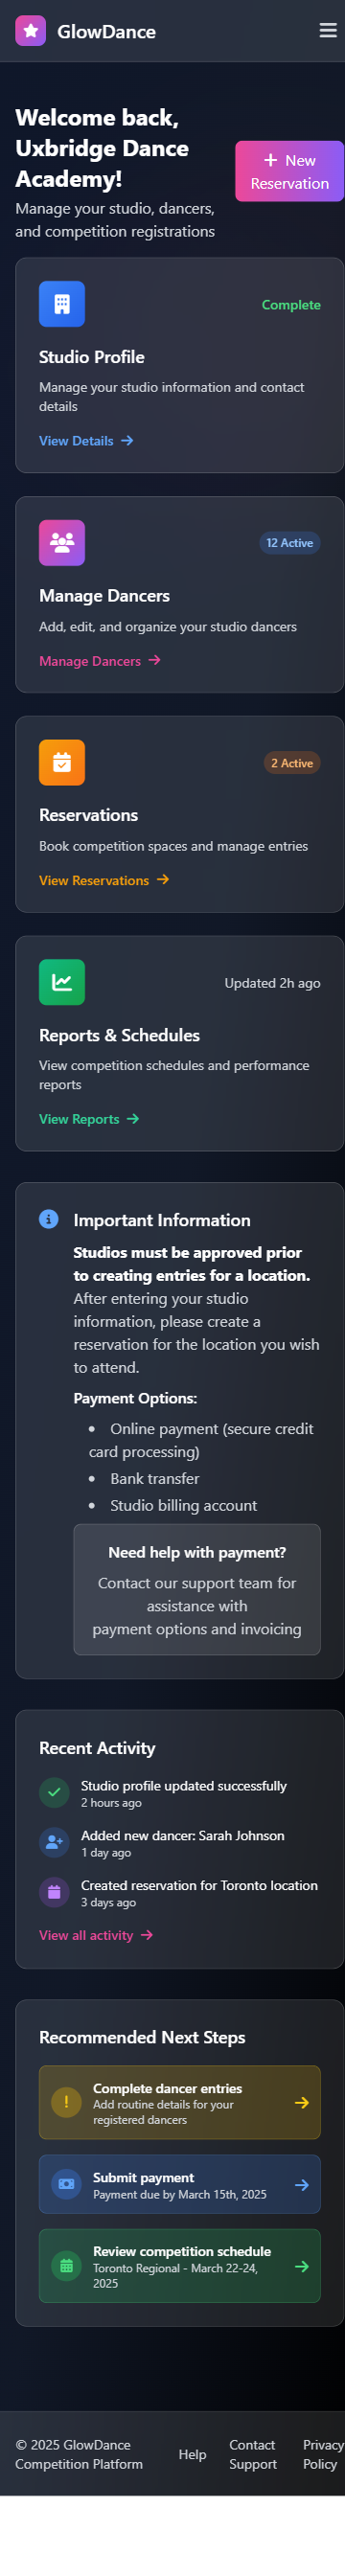 GlowDance
Welcome back,
Uxbridge Dance
Academy!
Manage your studio, dancers,
and competition registrations
New
Reservation
Complete
Studio Profile
Manage your studio information and contact
details
View Details
12 Active
Manage Dancers
Add, edit, and organize your studio dancers
Manage Dancers
2 Active
Reservations
Book competition spaces and manage entries
View Reservations
Updated 2h ago
Reports & Schedules
View competition schedules and performance
reports
View Reports
Important Information
Studios must be approved prior
to creating entries for a location.
After entering your studio
information, please create a
reservation for the location you wish
to attend.
Payment Options:
• Online payment (secure credit
card processing)
• Bank transfer
• Studio billing account
Need help with payment?
Contact our support team for
assistance with
payment options and invoicing
Recent Activity
Studio profile updated successfully
2 hours ago
Added new dancer: Sarah Johnson
1 day ago
Created reservation for Toronto location
3 days ago
View all activity
Recommended Next Steps
Complete dancer entries
Add routine details for your
registered dancers
Submit payment
Payment due by March 15th, 2025
Review competition schedule
Toronto Regional - March 22-24,
2025
© 2025 GlowDance
Competition Platform
Help
Contact
Support
Privacy
Policy